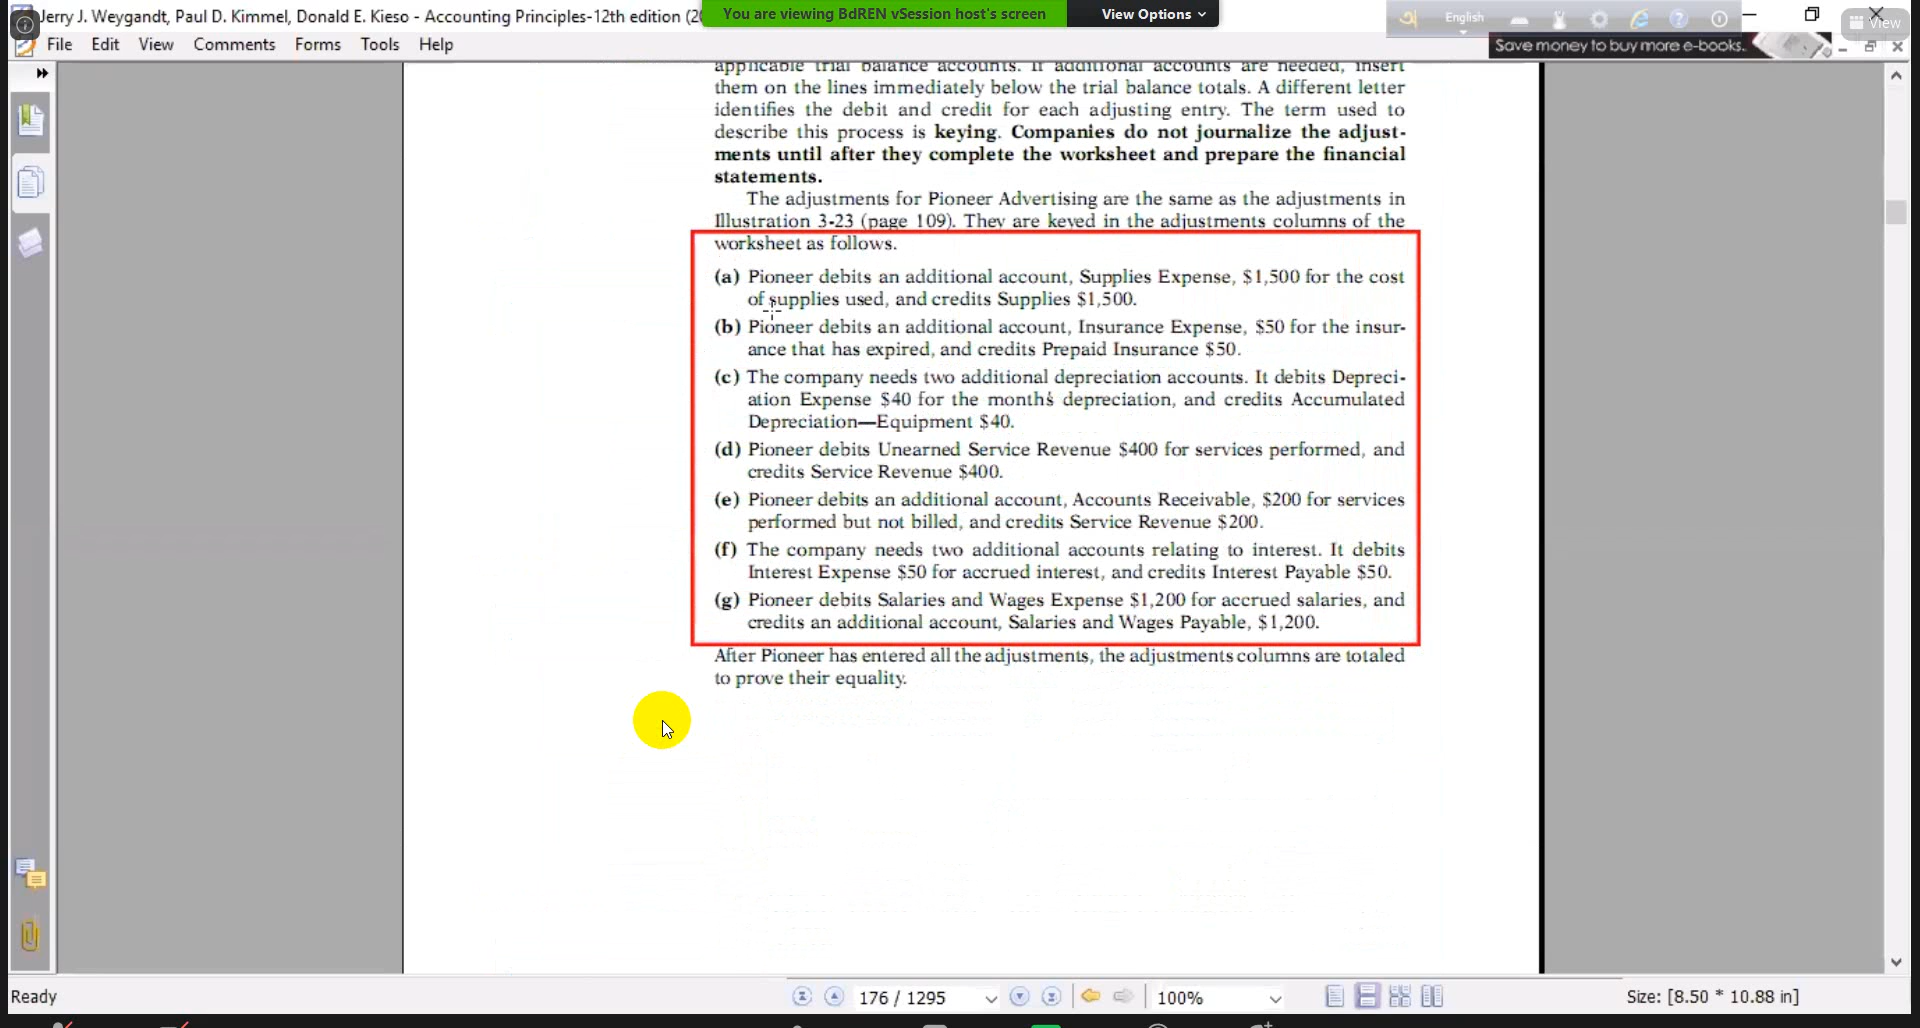 Jerry J. Weygandt, Paul D. Kimmel, Donald E. Kieso - Accounting Principles-12th edition (20
You are viewing BdREN vSession host's screen
View Options
English
View
File Edit View Comments Forms Tools Help
Save money to buy more e-books.
applicable trial balance accounts. If additional accounts are needed, insert
them on the lines immediately below the trial balance totals. A different letter
identifies the debit and credit for each adjusting entry. The term used to
describe this process is keying. Companies do not journalize the adjust-
ments until after they complete the worksheet and prepare the financial
statements.
The adjustments for Pioneer Advertising are the same as the adjustments in
Illustration 3-23 (page 109). They are keyed in the adjustments columns of the
worksheet as follows.
(a) Pioneer debits an additional account, Supplies Expense, $1,500 for the cost
of supplies used, and credits Supplies $1,500.
(b) Pioneer debits an additional account, Insurance Expense, $50 for the insur-
ance that has expired, and credits Prepaid Insurance $50.
(c) The company needs two additional depreciation accounts. It debits Depreci-
ation Expense $40 for the month's depreciation, and credits Accumulated
Depreciation—Equipment $40.
(d) Pioneer debits Unearned Service Revenue $400 for services performed, and
credits Service Revenue $400.
(e) Pioneer debits an additional account, Accounts Receivable, $200 for services
performed but not billed, and credits Service Revenue $200.
(f) The company needs two additional accounts relating to interest. It debits
Interest Expense $50 for accrued interest, and credits Interest Payable $50.
(g) Pioneer debits Salaries and Wages Expense $1,200 for accrued salaries, and
credits an additional account, Salaries and Wages Payable, $1,200.
After Pioneer has entered all the adjustments, the adjustments columns are totaled
to prove their equality.
Ready
176 / 1295
100%
Size: [8.50 * 10.88 in]